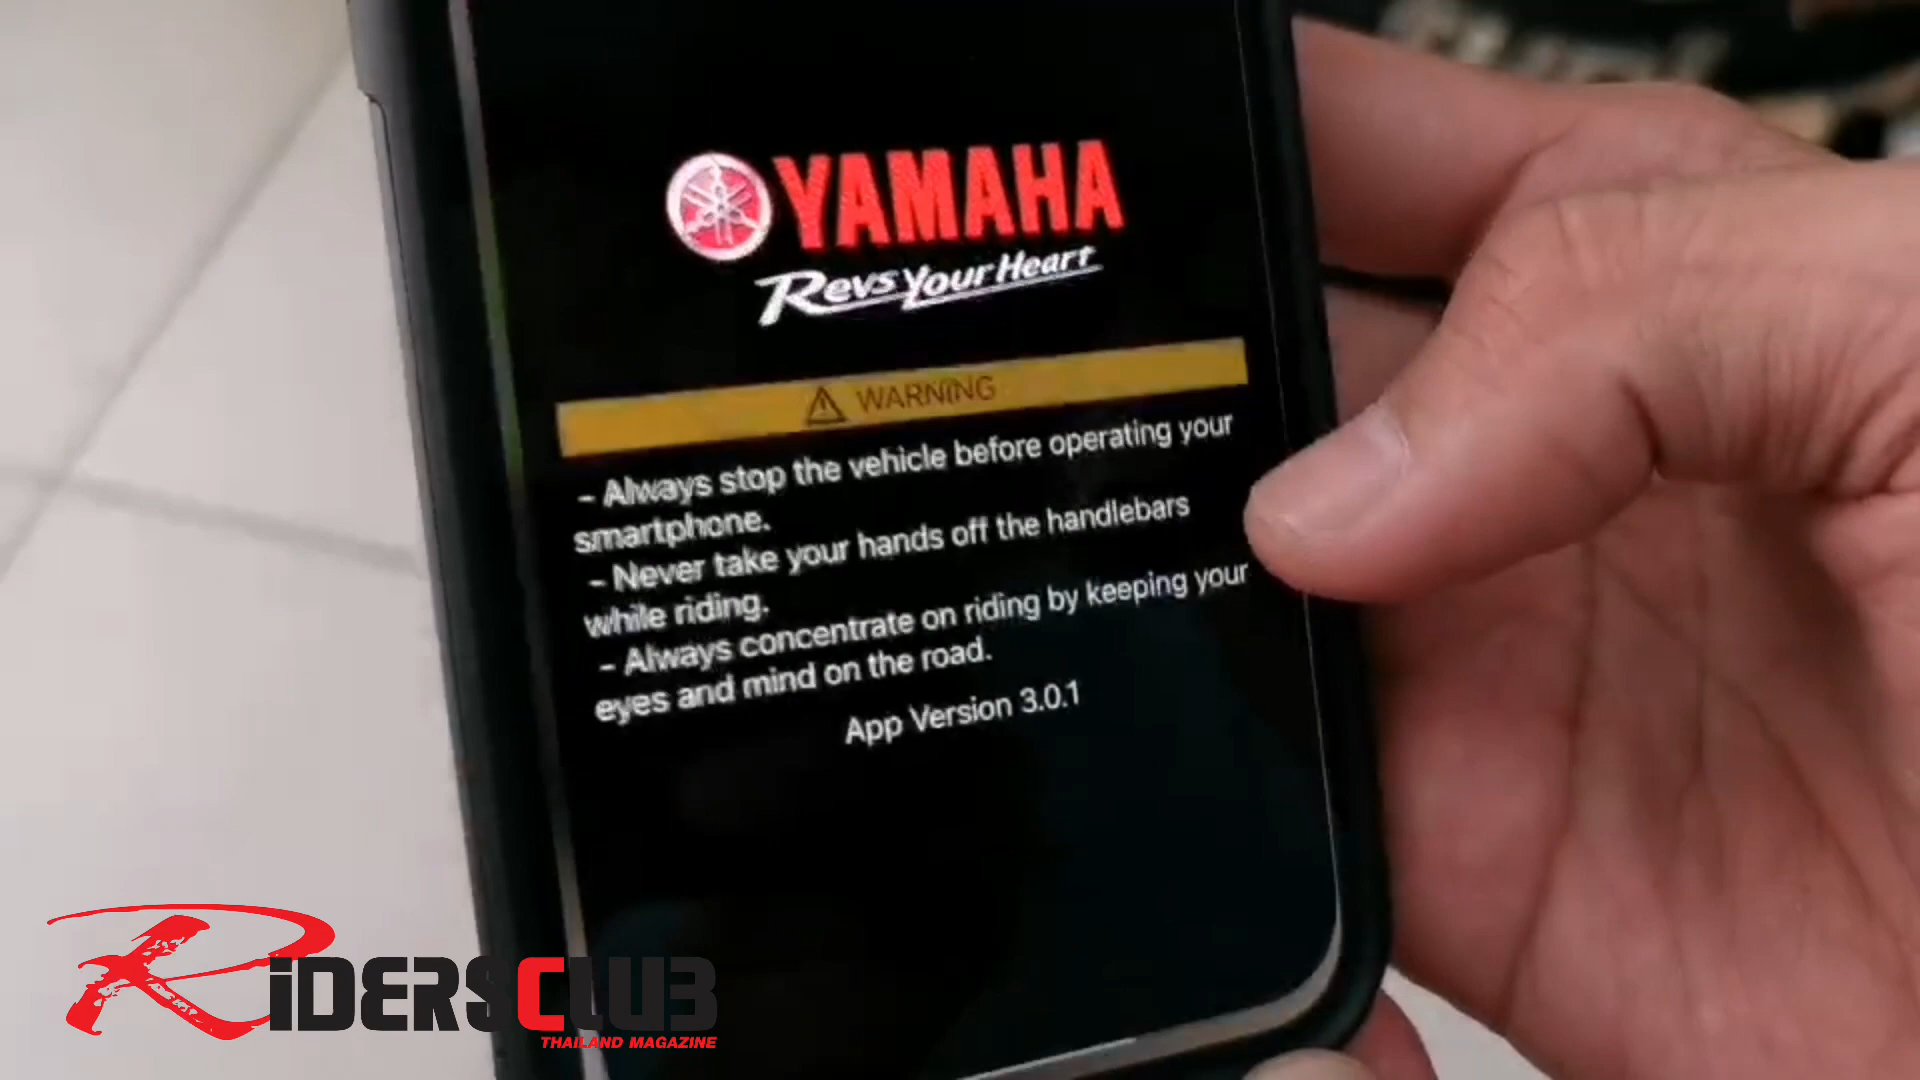 YAMAHA
Revs Your Heart
WARNING
- Always stop the vehicle before operating your
smartphone.
- Never take your hands off the handlebars
while riding.
- Always concentrate on riding by keeping your
eyes and mind on the road.
App Version 3.0.1
RiDERSCLUB
THAILAND MAGAZINE